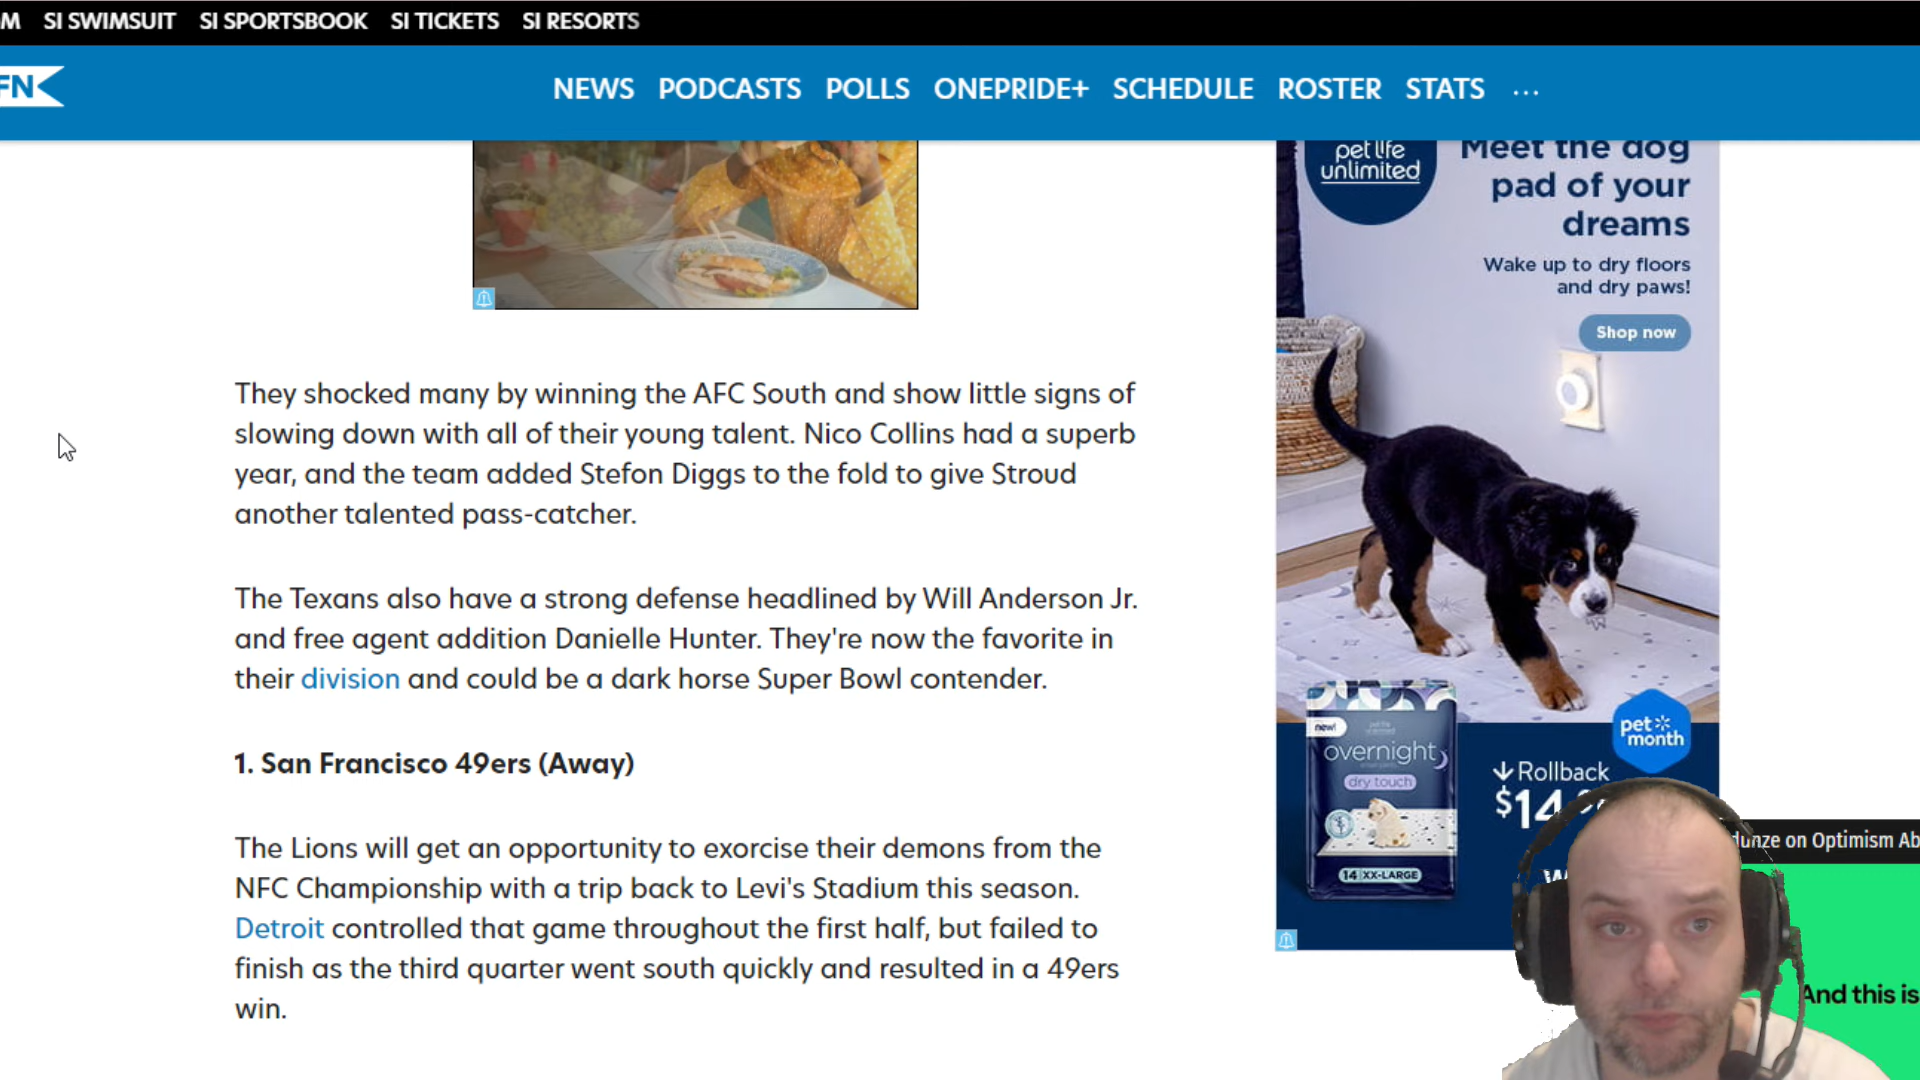 M SI SWIMSUIT SI SPORTSBOOK SI TICKETS SI RESORTS
FN NEWS PODCASTS POLLS ONEPRIDE+ SCHEDULE ROSTER STATS ...
pet life
unlimited
Meet the dog
pad of your
dreams
Wake up to dry floors
and dry paws!
Shop now
They shocked many by winning the AFC South and show little signs of
slowing down with all of their young talent. Nico Collins had a superb
year, and the team added Stefon Diggs to the fold to give Stroud
another talented pass-catcher.
The Texans also have a strong defense headlined by Will Anderson Jr.
and free agent addition Danielle Hunter. They're now the favorite in
their division and could be a dark horse Super Bowl contender.
1. San Francisco 49ers (Away)
The Lions will get an opportunity to exorcise their demons from the
NFC Championship with a trip back to Levi's Stadium this season.
Detroit controlled that game throughout the first half, but failed to
finish as the third quarter went south quickly and resulted in a 49ers
win.
new!
pet life
unlimited
overnight
dry touch
14 XX-LARGE
pet
month
Rollback
$14
dunze on Optimism Ab
And this is